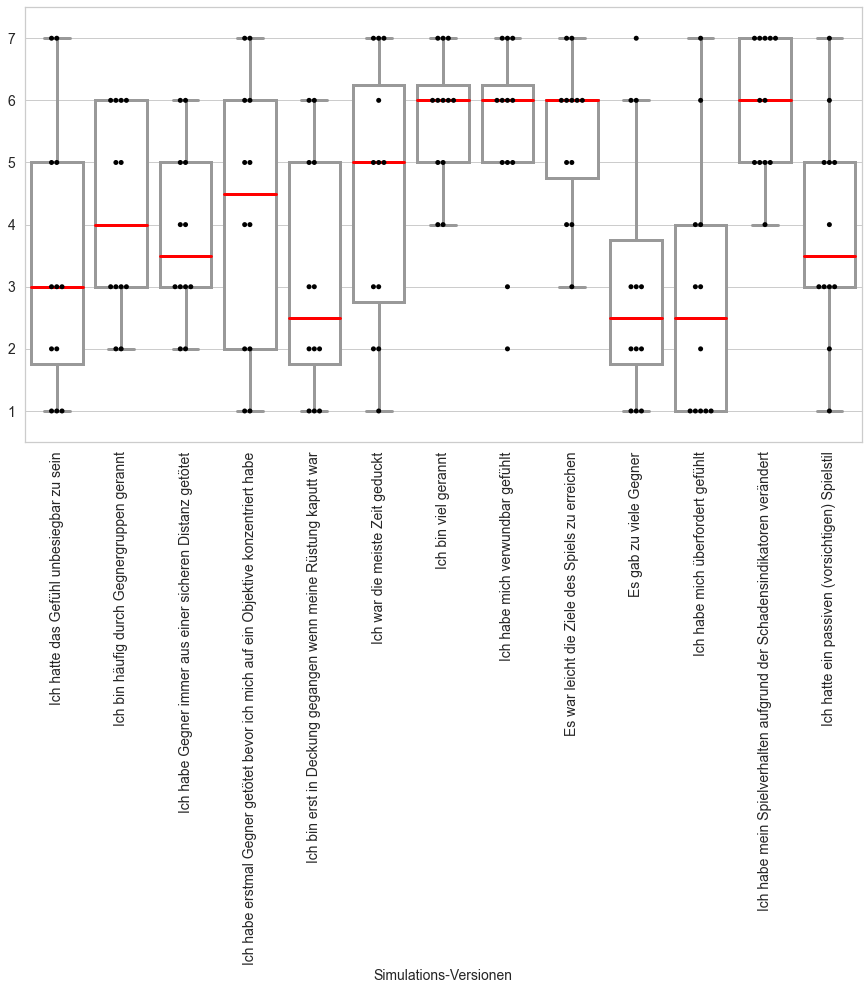 7
6
5
4
3
2
1
Ich hatte das Gefühl unbesiegbar zu sein
Ich bin häufig durch Gegnergruppen gerannt
Ich habe Gegner immer aus einer sicheren Distanz getötet
Ich habe erstmal Gegner getötet bevor ich mich auf ein Objektive konzentriert habe
Ich bin erst in Deckung gegangen wenn meine Rüstung kaputt war
Ich war die meiste Zeit geduckt
Ich bin viel gerannt
Ich habe mich verwundbar gefühlt
Es war leicht die Ziele des Spiels zu erreichen
Es gab zu viele Gegner
Ich habe mich überfordert gefühlt
Ich habe mein Spielverhalten aufgrund der Schadensindikatoren verändert
Ich hatte ein passiven (vorsichtigen) Spielstil
Simulations-Versionen